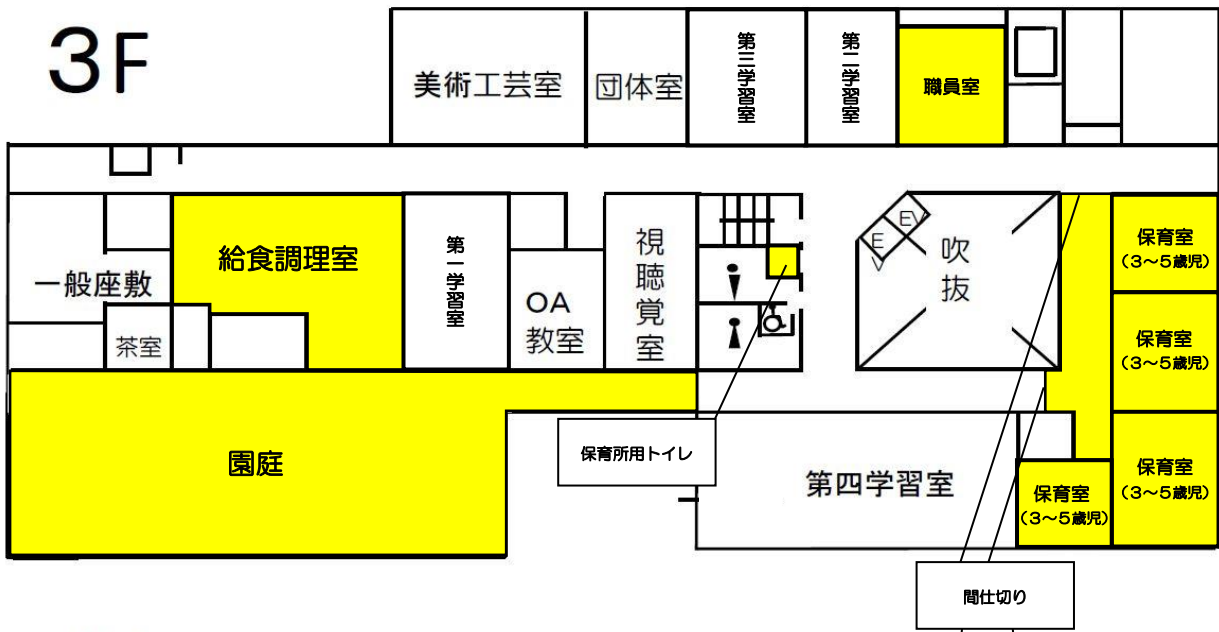 3F
美術工芸室
団体室
第三学習室
第二学習室
職員室
一般座敷
給食調理室
茶室
第一学習室
OA
教室
視聴覚室
EV
EV
吹抜
保育室
(3～5歳児)
保育室
(3～5歳児)
保育室
(3～5歳児)
保育室
(3～5歳児)
園庭
保育所用トイレ
第四学習室
間仕切り